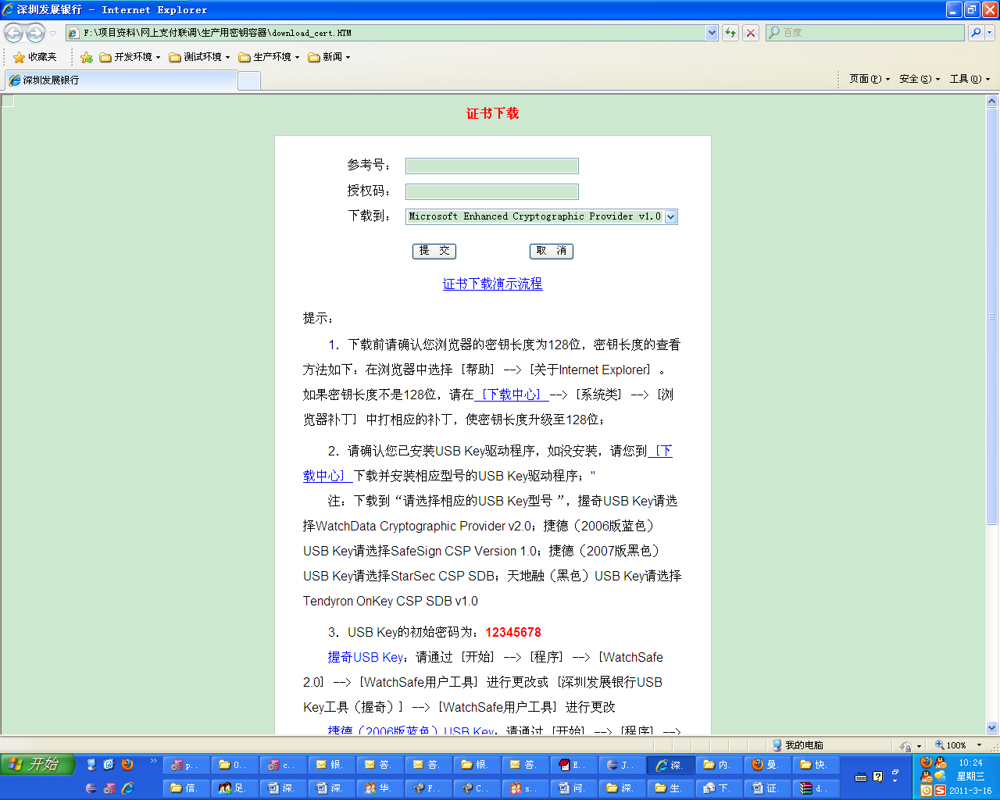 深圳发展银行 - Internet Explorer
F:\项目资料\网上支付联调\生产用密钥容器\download_cert.HTM
百度
收藏夹 开发环境 测试环境 生产环境 新闻
深圳发展银行
页面(P) 安全(S) 工具(O)
证书下载
参考号：
授权码：
下载到： Microsoft Enhanced Cryptographic Provider v1.0
提 交 取 消
证书下载演示流程
提示：
1．下载前请确认您浏览器的密钥长度为128位，密钥长度的查看
方法如下：在浏览器中选择［帮助］-->［关于Internet Explorer］。
如果密钥长度不是128位，请在［下载中心］-->［系统类］-->［浏
览器补丁］中打相应的补丁，使密钥长度升级至128位；
2．请确认您已安装USB Key驱动程序，如没安装，请您到［下
载中心］下载并安装相应型号的USB Key驱动程序；"
注：下载到“请选择相应的USB Key型号 ”，握奇USB Key请选
择WatchData Cryptographic Provider v2.0；捷德（2006版蓝色）
USB Key请选择SafeSign CSP Version 1.0；捷德（2007版黑色）
USB Key请选择StarSec CSP SDB；天地融（黑色）USB Key请选择
Tendyron OnKey CSP SDB v1.0
3．USB Key的初始密码为：12345678
握奇USB Key：请通过［开始］-->［程序］-->［WatchSafe
2.0］-->［WatchSafe用户工具］进行更改或［深圳发展银行USB
Key工具（握奇）］-->［WatchSafe用户工具］进行更改
捷德（2006版蓝色）USB Key：请通过［开始］-->［程序］-->
我的电脑 100%
开始 p.. O.. c.. 银. 答. 答. 银. 答. E.. J.. 深. 内. 曼. 快. 10:24
星期三
信. 足. 深. 深. 华. F.. C.. s.. 问. 深. 生. 下. 证. d.. 2011-3-16